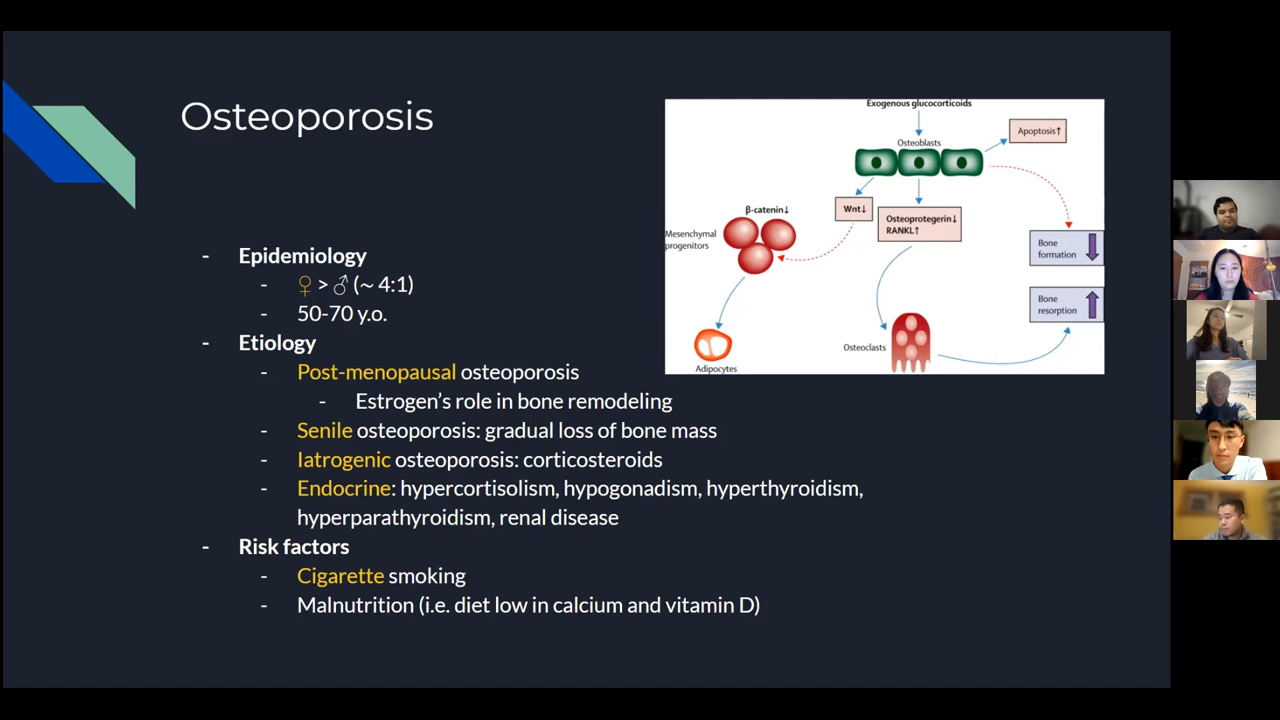 Osteoporosis
- Epidemiology
- ♀ > ♂ (~ 4:1)
- 50-70 y.o.
- Etiology
- Post-menopausal osteoporosis
- Estrogen's role in bone remodeling
- Senile osteoporosis: gradual loss of bone mass
- Iatrogenic osteoporosis: corticosteroids
- Endocrine: hypercortisolism, hypogonadism, hyperthyroidism,
hyperparathyroidism, renal disease
- Risk factors
- Cigarette smoking
- Malnutrition (i.e. diet low in calcium and vitamin D)
Exogenous glucocorticoids
Osteoblasts
Apoptosis↑
Wnt↓
Osteoprotegerin↓
RANKL↑
β-catenin↓
Mesenchymal
progenitors
Bone
formation
Bone
resorption
Osteoclasts
Adipocytes